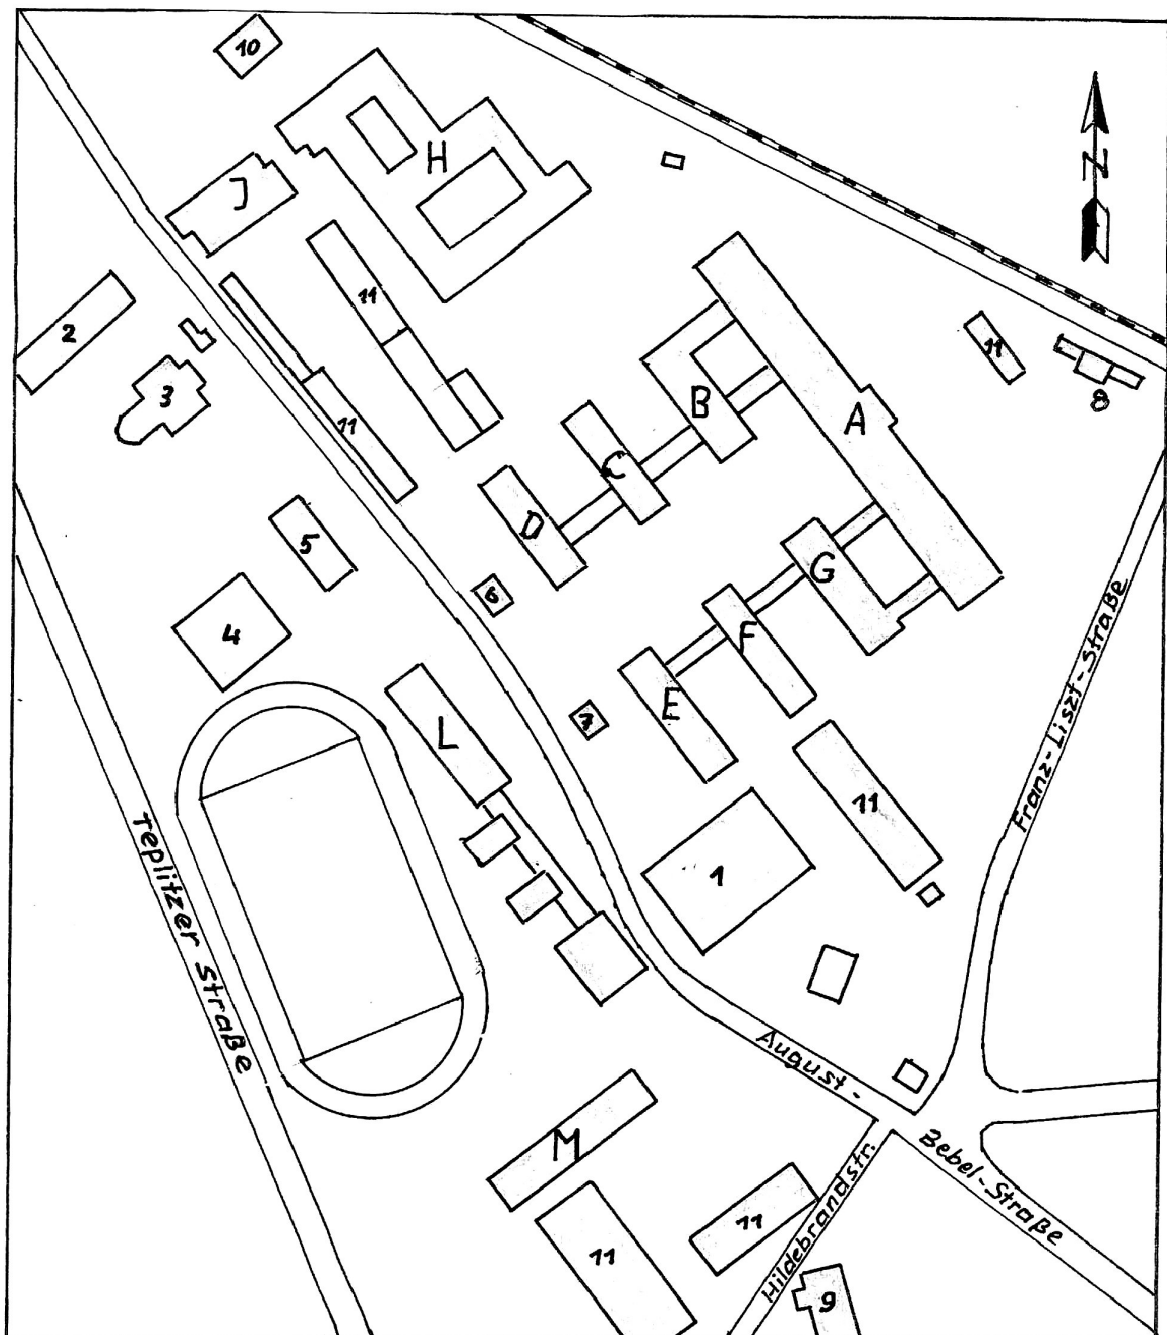 10
H
N
J
11
2
11
8
3
B
A
11
C
5
D
G
6
4
F
E
L
7
Franz-Liszt-Straße
11
1
Teplitzer Straße
August-
Bebel-Straße
M
Hildebrandstr.
11
11
9